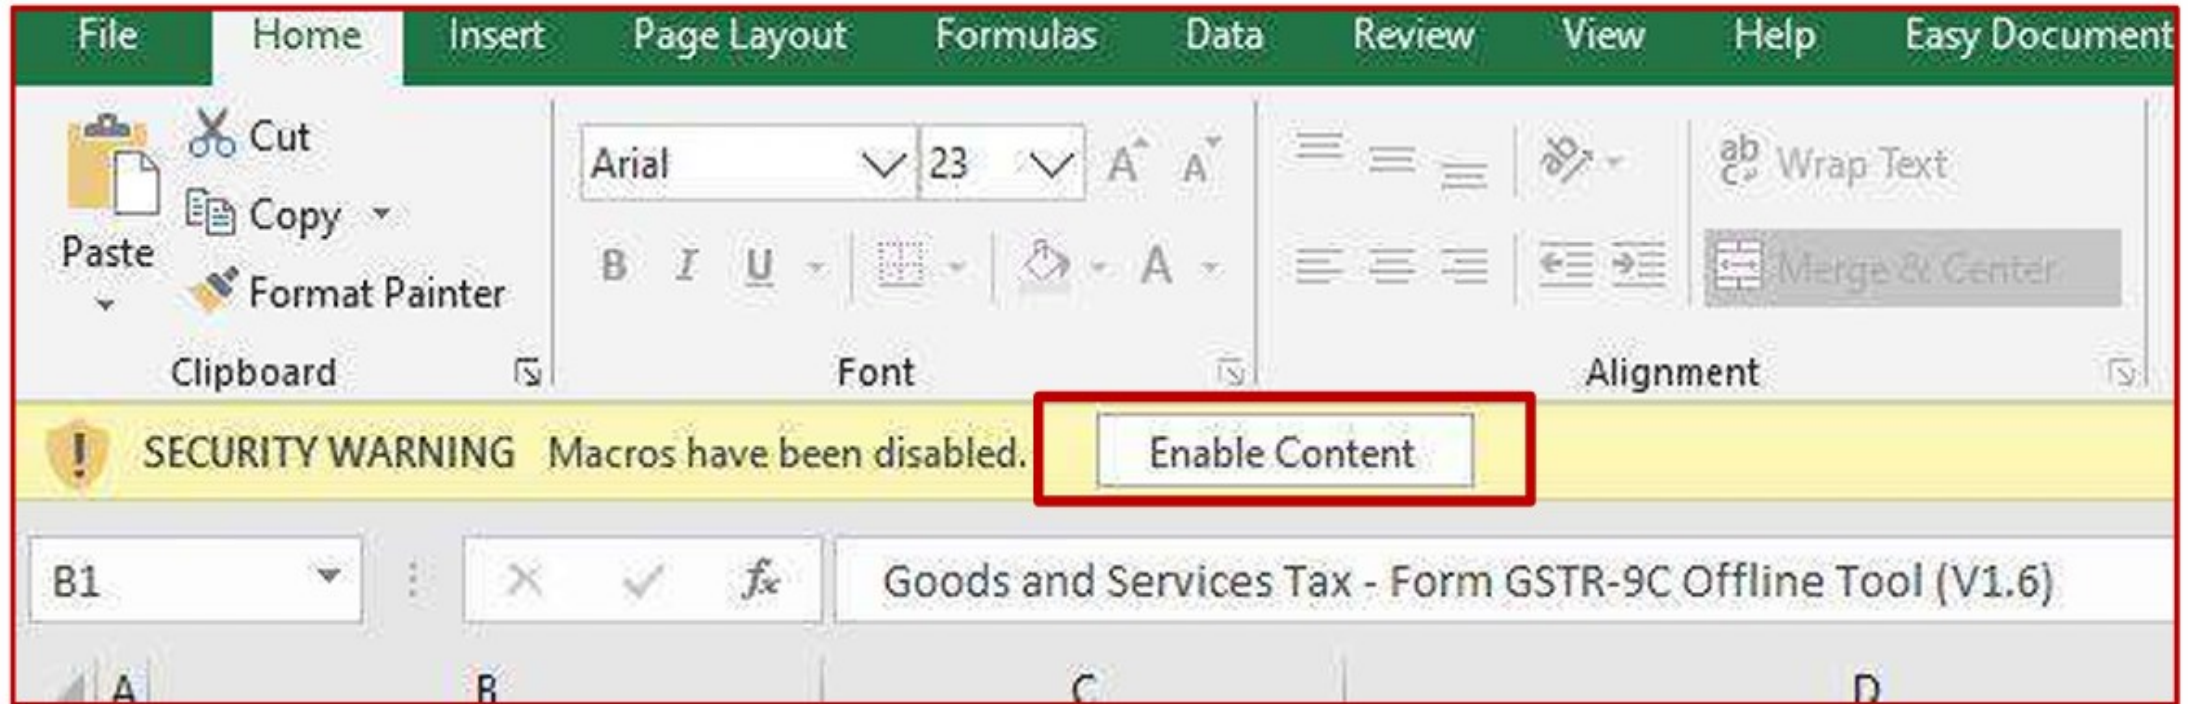 File Home Insert Page Layout Formulas Data Review View Help Easy Document
Cut
Copy
Paste
Format Painter
Clipboard
Arial 23 A A
B I U A
Font
ab Wrap Text
Merge & Center
Alignment
SECURITY WARNING Macros have been disabled. Enable Content
B1 fx Goods and Services Tax - Form GSTR-9C Offline Tool (V1.6)
A B C D